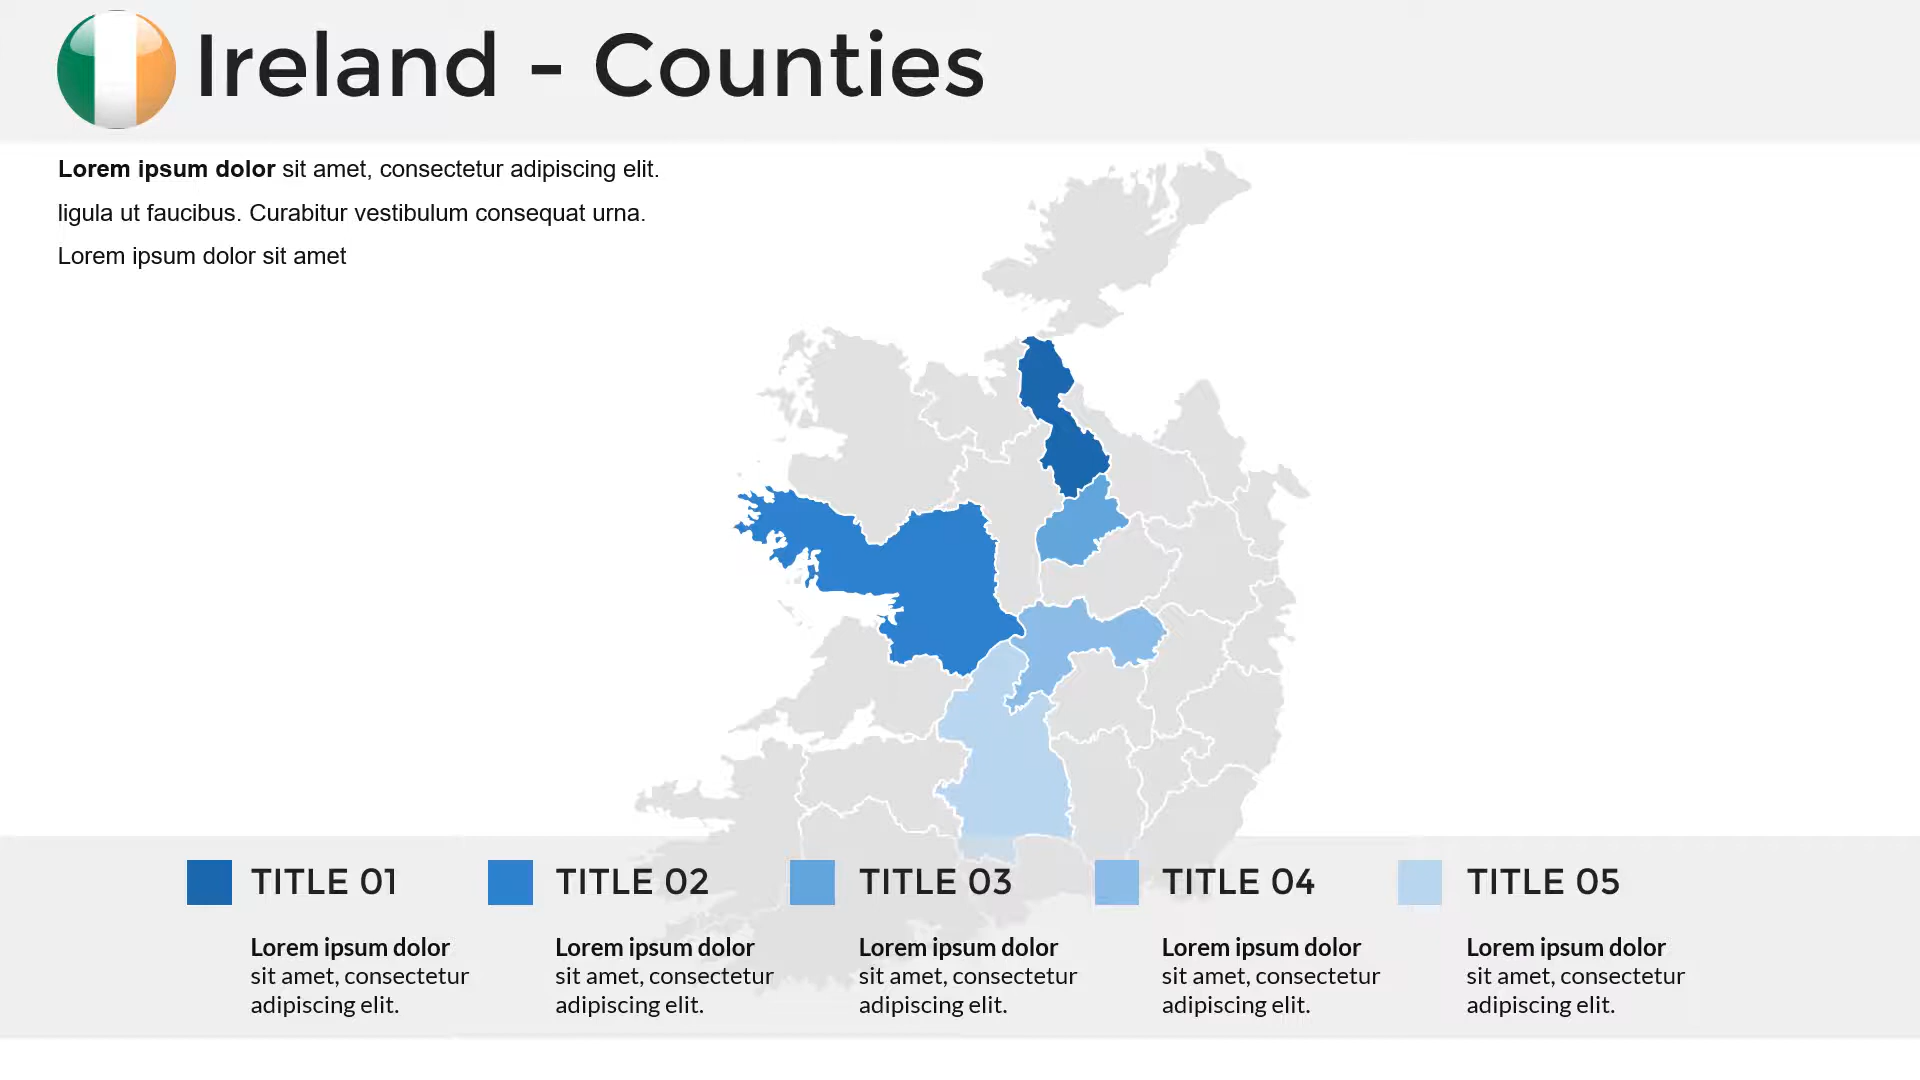 Ireland - Counties
Lorem ipsum dolor sit amet, consectetur adipiscing elit.
ligula ut faucibus. Curabitur vestibulum consequat urna.
Lorem ipsum dolor sit amet
TITLE 01
Lorem ipsum dolor
sit amet, consectetur
adipiscing elit.
TITLE 02
Lorem ipsum dolor
sit amet, consectetur
adipiscing elit.
TITLE 03
Lorem ipsum dolor
sit amet, consectetur
adipiscing elit.
TITLE 04
Lorem ipsum dolor
sit amet, consectetur
adipiscing elit.
TITLE 05
Lorem ipsum dolor
sit amet, consectetur
adipiscing elit.